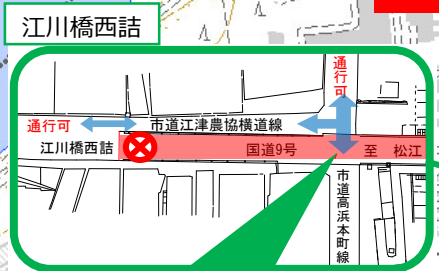 江川橋西詰
通行可
通行可
市道江津農協横道線
江川橋西詰
国道9号
至 松江
市道高浜本町線